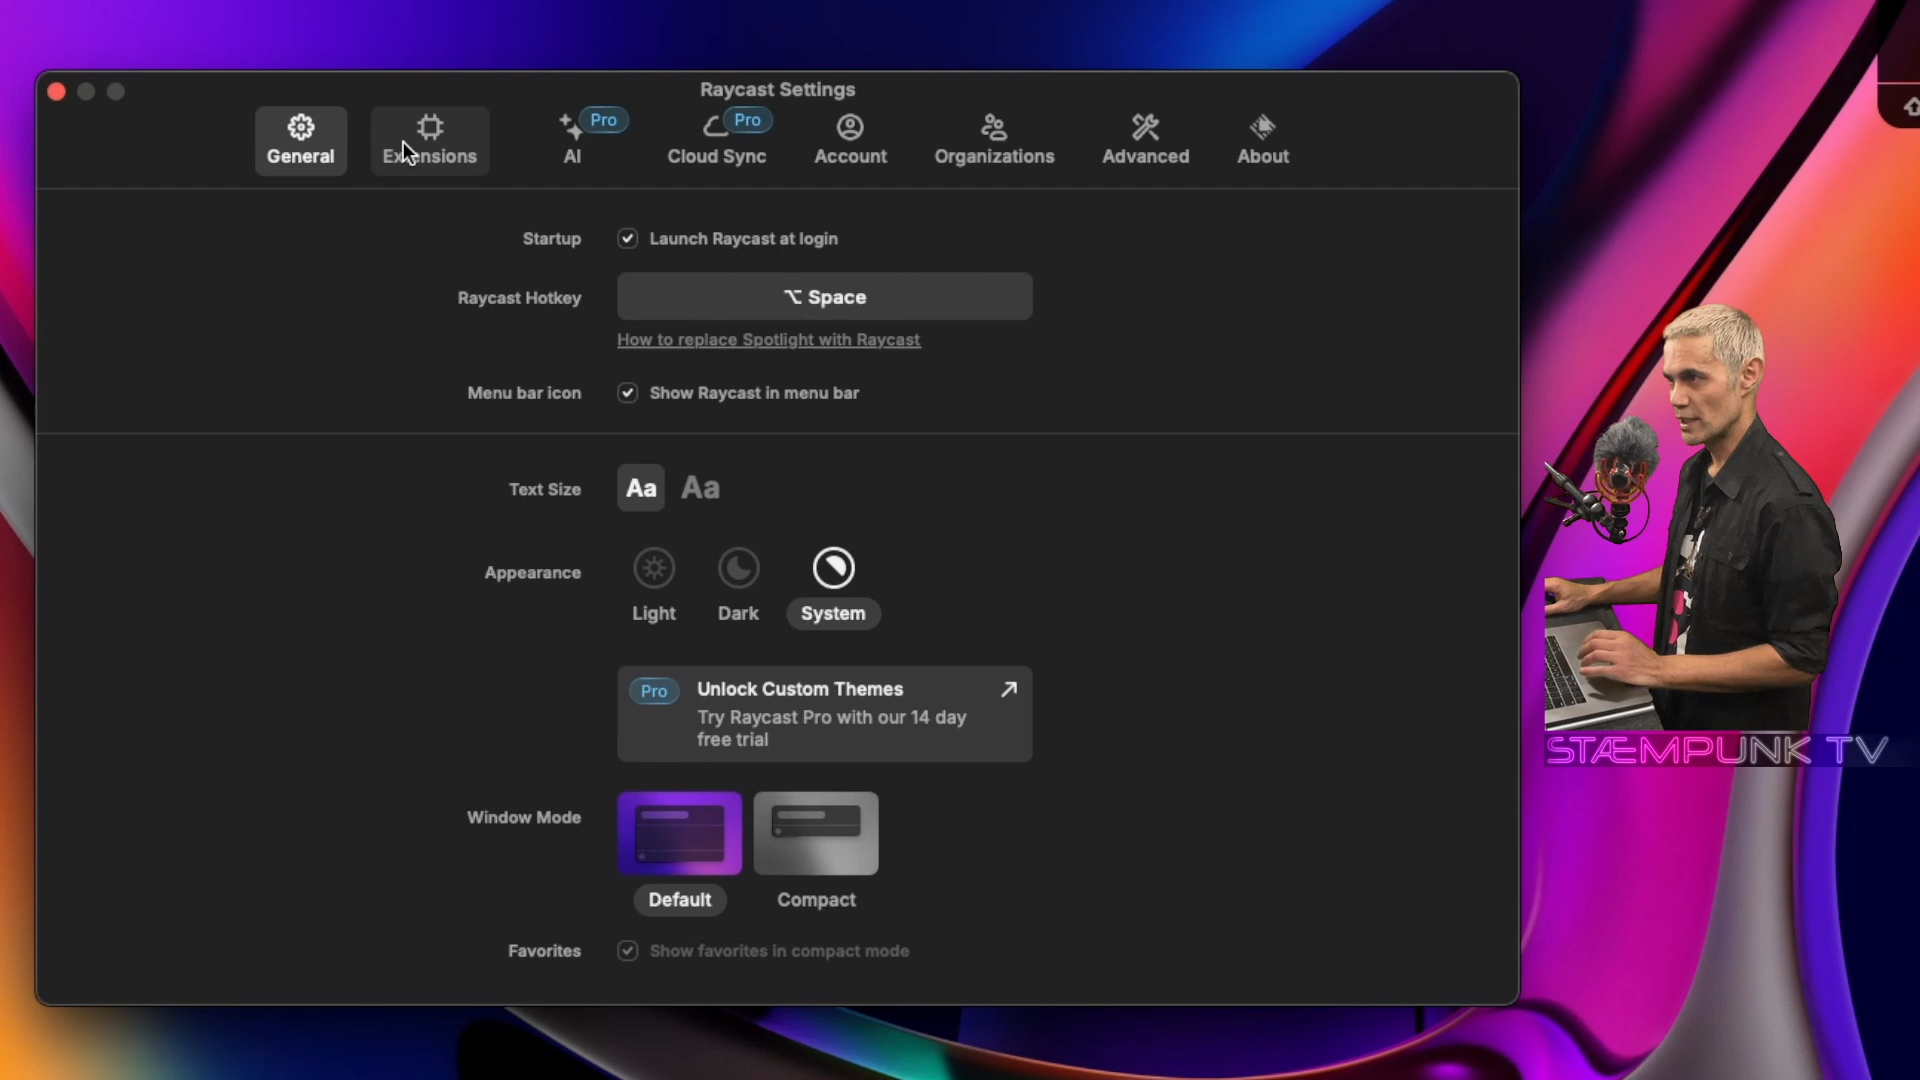 Raycast Settings
General
Extensions
Pro
AI
Pro
Cloud Sync
Account
Organizations
Advanced
About
Startup
Launch Raycast at login
Raycast Hotkey
⌥ Space
How to replace Spotlight with Raycast
Menu bar icon
Show Raycast in menu bar
Text Size
Aa Aa
Appearance
Light
Dark
System
Pro
Unlock Custom Themes
Try Raycast Pro with our 14 day
free trial
Window Mode
Default
Compact
Favorites
Show favorites in compact mode
STÆMPUNK TV